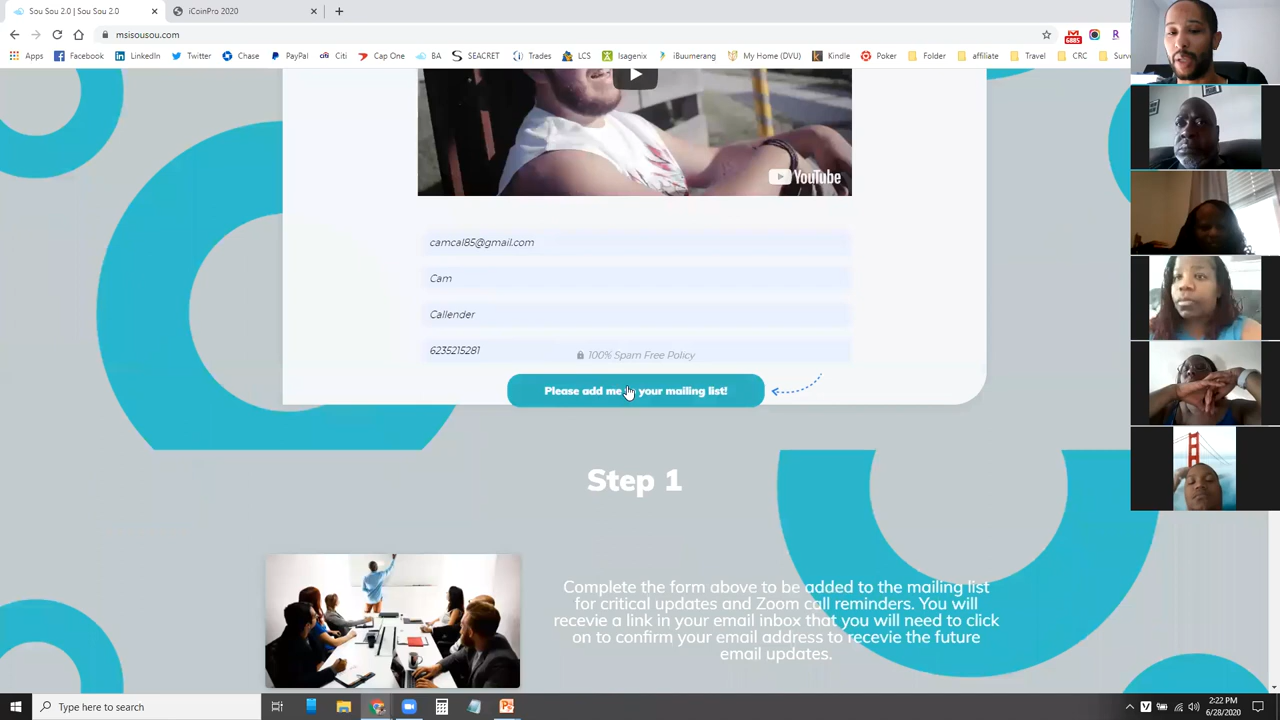 Sou Sou 2.0 | Sou Sou 2.0
iCoinPro 2020
msisousou.com
6885
R
Apps Facebook LinkedIn Twitter Chase PayPal Citi Cap One BA SEACRET Trades LCS Isagenix iBuumerang My Home (DVU) Kindle Poker Folder affiliate Travel CRC Surv
YouTube
camcal85@gmail.com
Cam
Callender
6235215281
100% Spam Free Policy
Please add me your mailing list!
Step 1
Complete the form above to be added to the mailing list
for critical updates and Zoom call reminders. You will
recevie a link in your email inbox that you will need to click
on to confirm your email address to recevie the future
email updates.
Type here to search
2:22 PM
6/28/2020